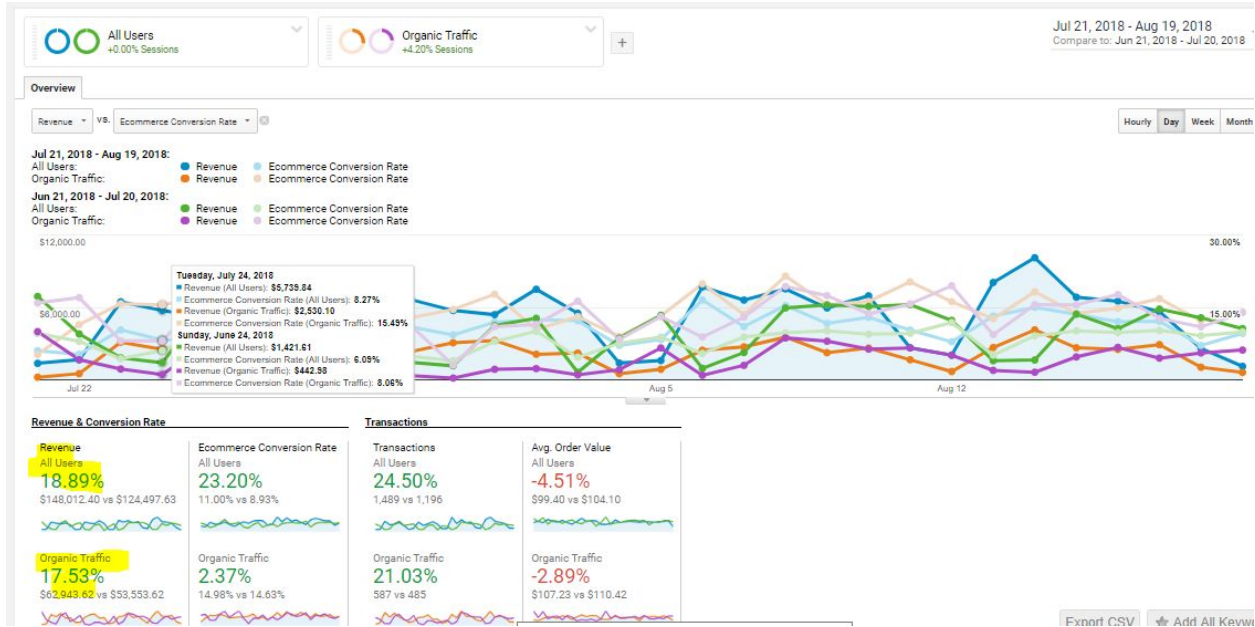 All Users
+0.00% Sessions
Organic Traffic
+4.20% Sessions
+
Jul 21, 2018 - Aug 19, 2018
Compare to: Jun 21, 2018 - Jul 20, 2018
Overview
Revenue VS. Ecommerce Conversion Rate
Hourly Day Week Month
Jul 21, 2018 - Aug 19, 2018:
All Users: Revenue Ecommerce Conversion Rate
Organic Traffic: Revenue Ecommerce Conversion Rate
Jun 21, 2018 - Jul 20, 2018:
All Users: Revenue Ecommerce Conversion Rate
Organic Traffic: Revenue Ecommerce Conversion Rate
$12,000.00 30.00%
$6,000.00 15.00%
Tuesday, July 24, 2018
Revenue (All Users): $5,739.84
Ecommerce Conversion Rate (All Users): 8.27%
Revenue (Organic Traffic): $2,530.10
Ecommerce Conversion Rate (Organic Traffic): 15.49%
Sunday, June 24, 2018
Revenue (All Users): $1,421.61
Ecommerce Conversion Rate (All Users): 6.09%
Revenue (Organic Traffic): $442.98
Ecommerce Conversion Rate (Organic Traffic): 8.06%
Jul 22 Aug 5 Aug 12
Revenue & Conversion Rate Transactions
Revenue Ecommerce Conversion Rate Transactions Avg. Order Value
All Users All Users All Users All Users
18.89% 23.20% 24.50% -4.51%
$148,012.40 vs $124,497.63 11.00% vs 8.93% 1,489 vs 1,196 $99.40 vs $104.10
Organic Traffic Organic Traffic Organic Traffic Organic Traffic
17.53% 2.37% 21.03% -2.89%
$62,943.62 vs $53,553.62 14.98% vs 14.63% 587 vs 485 $107.23 vs $110.42
Export CSV Add All Keyw